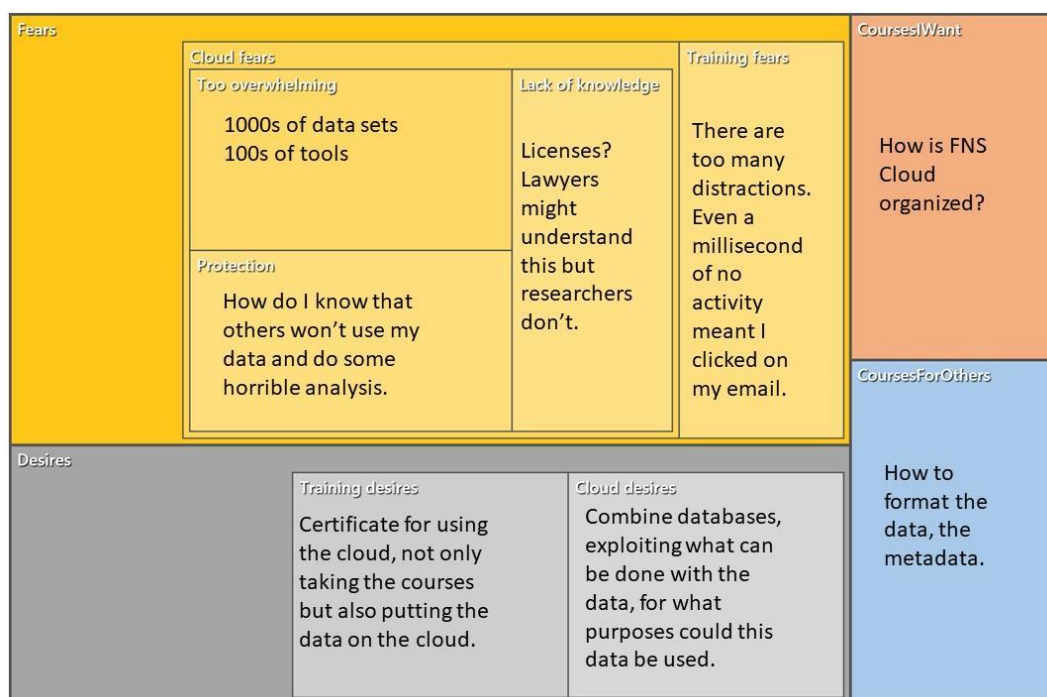 Fears
Cloud fears
Too overwhelming
1000s of data sets
100s of tools
Protection
How do I know that
others won't use my
data and do some
horrible analysis.
Lack of knowledge
Licenses?
Lawyers
might
understand
this but
researchers
don't.
Training fears
There are
too many
distractions.
Even a
millisecond
of no
activity
meant I
clicked on
my email.
CoursesIWant
How is FNS
Cloud
organized?
CoursesForOthers
How to
format the
data, the
metadata.
Desires
Training desires
Certificate for using
the cloud, not only
taking the courses
but also putting the
data on the cloud.
Cloud desires
Combine databases,
exploiting what can
be done with the
data, for what
purposes could this
data be used.